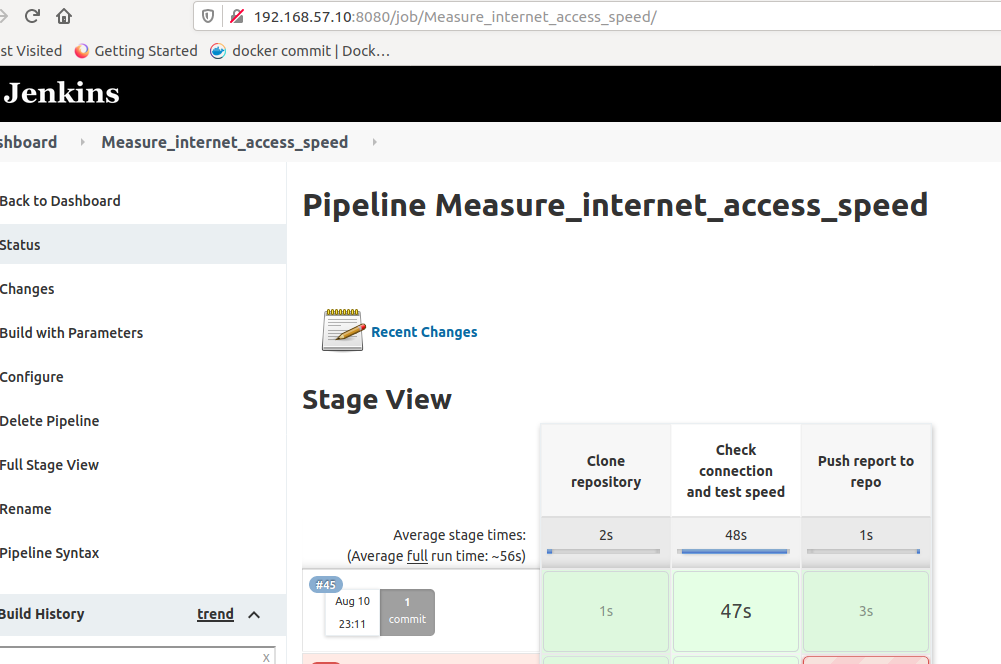 192.168.57.10:8080/job/Measure_internet_access_speed/
st Visited Getting Started docker commit | Dock…
Jenkins
shboard Measure_internet_access_speed
Back to Dashboard
Status
Changes
Build with Parameters
Configure
Delete Pipeline
Full Stage View
Rename
Pipeline Syntax
Build History trend
x
Pipeline Measure_internet_access_speed
Recent Changes
Stage View
Clone
repository
Check
connection
and test speed
Push report to
repo
Average stage times:
(Average full run time: ~56s)
2s 48s 1s
#45
Aug 10
23:11
1
commit
1s 47s 3s